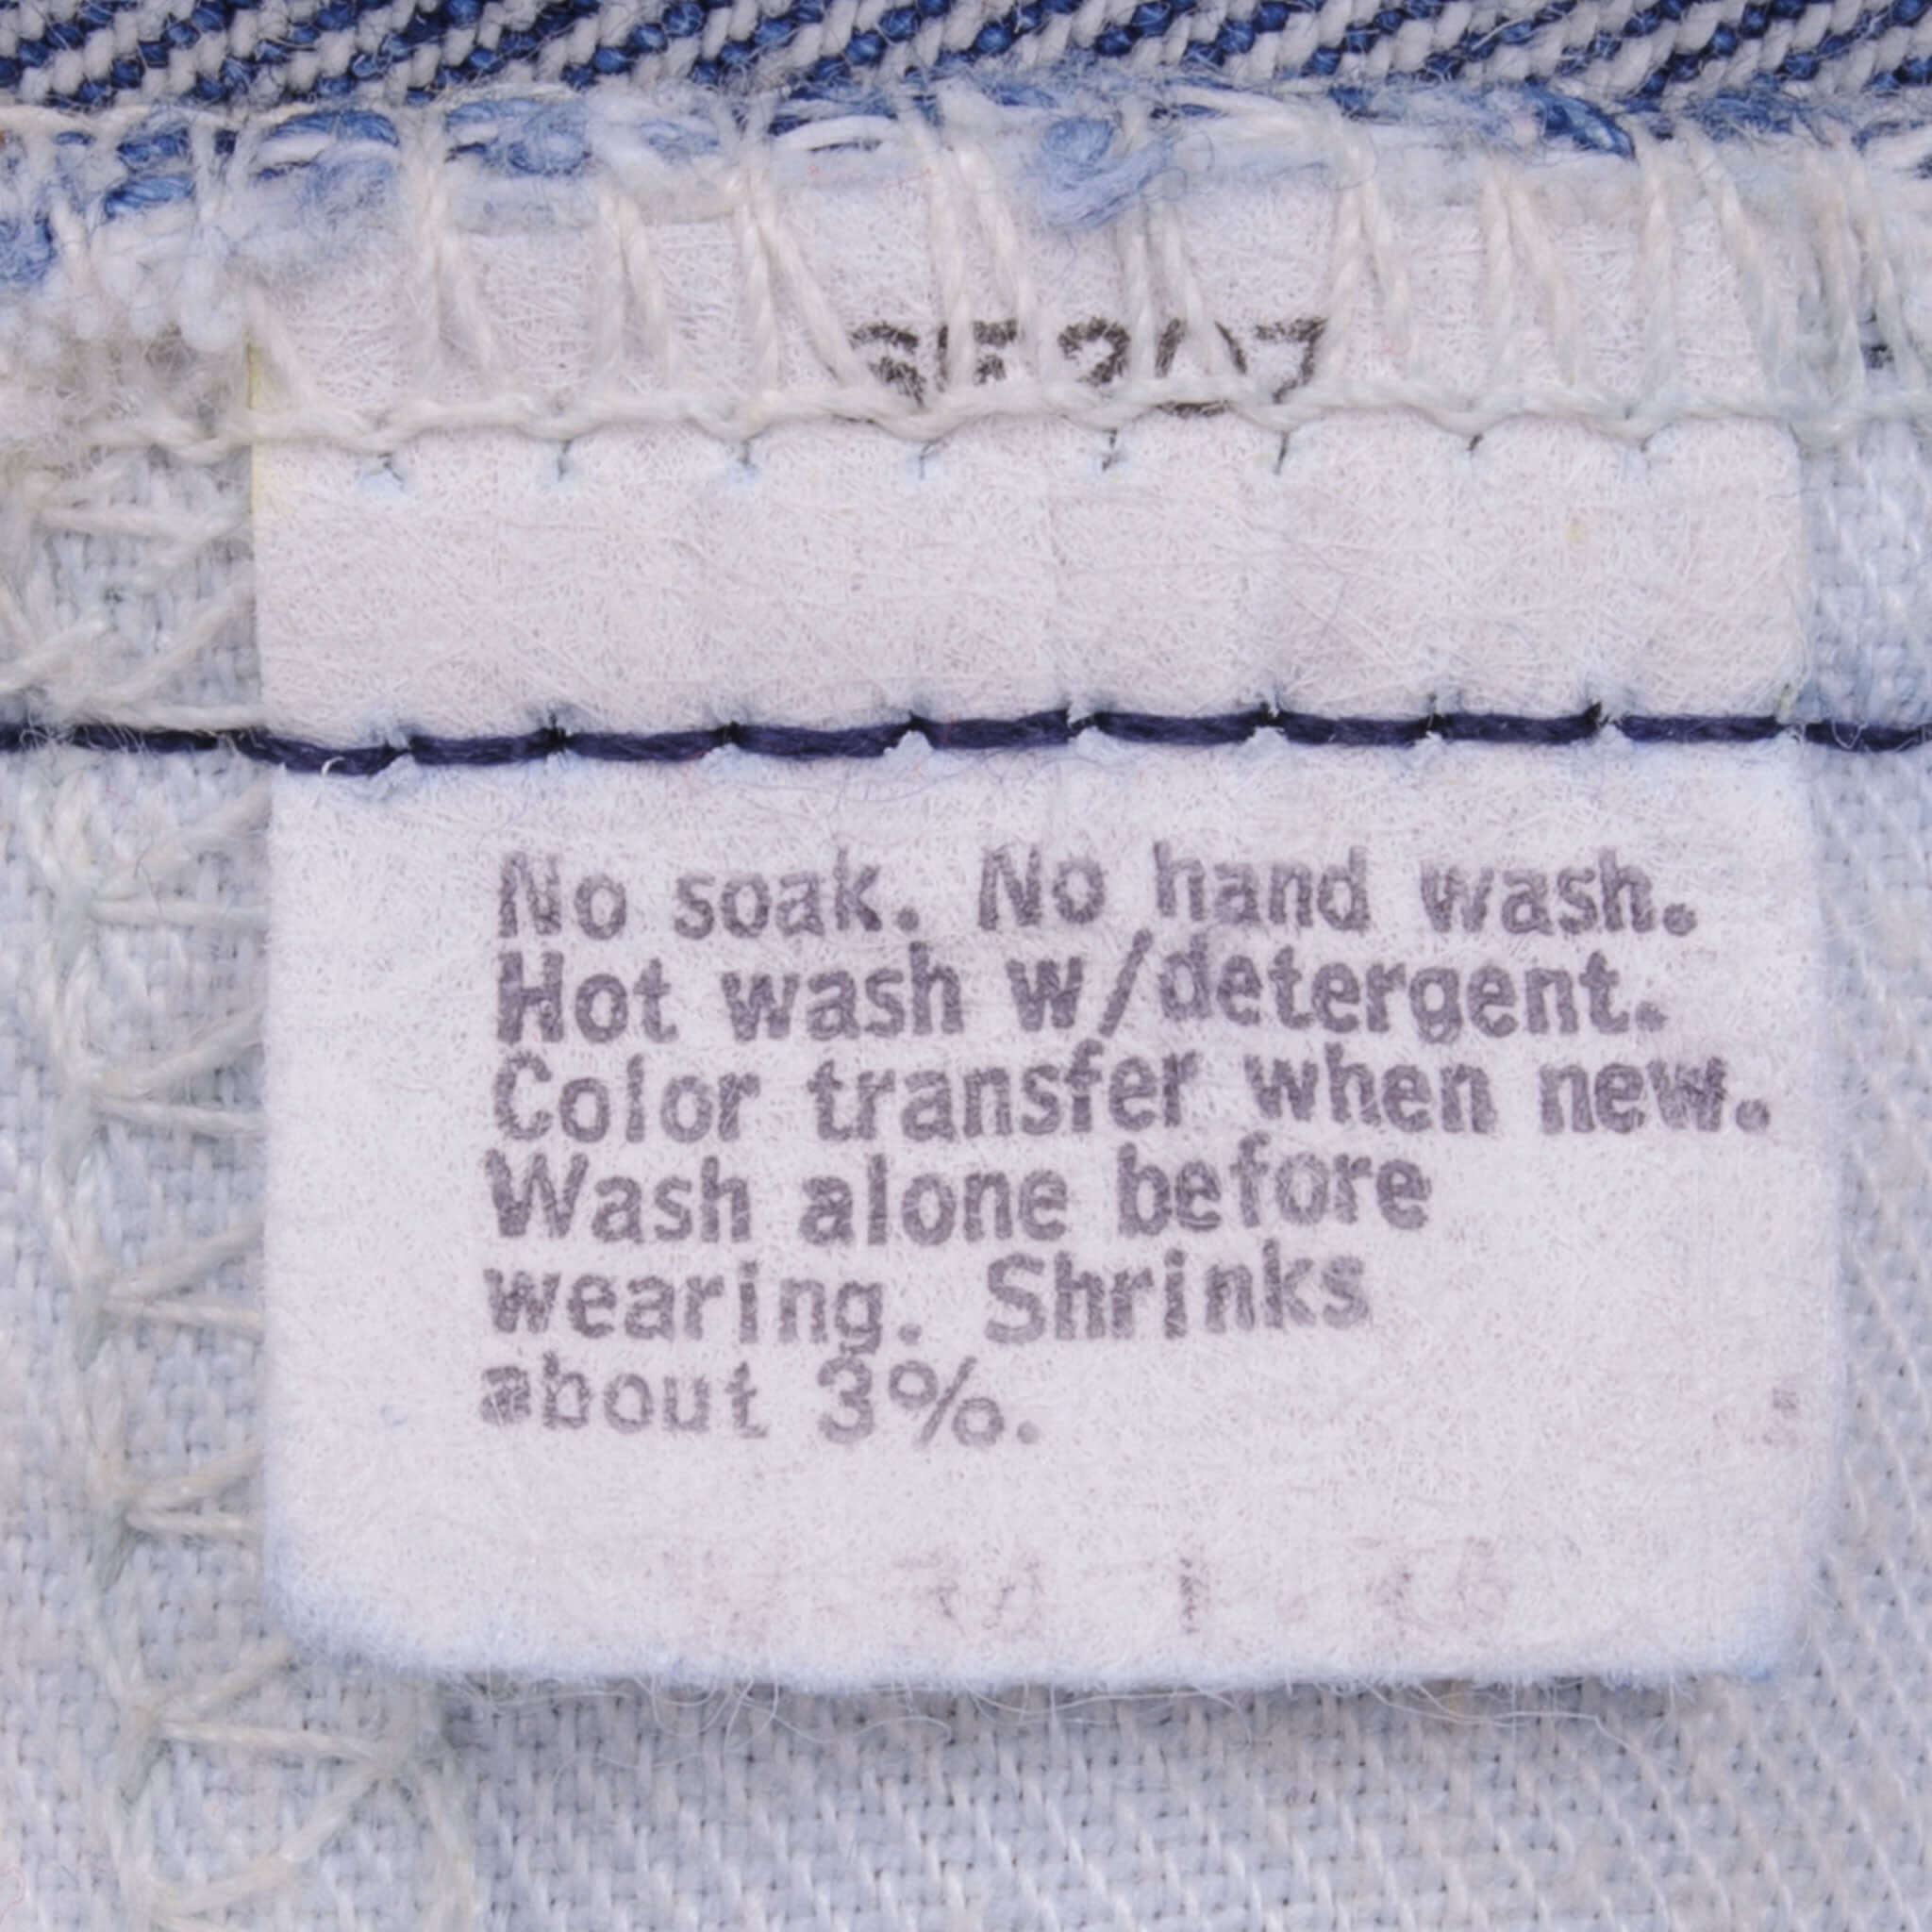 No soak. No hand wash.
Hot wash w/detergent.
Color transfer when new.
Wash alone before
wearing. Shrinks
about 3%.